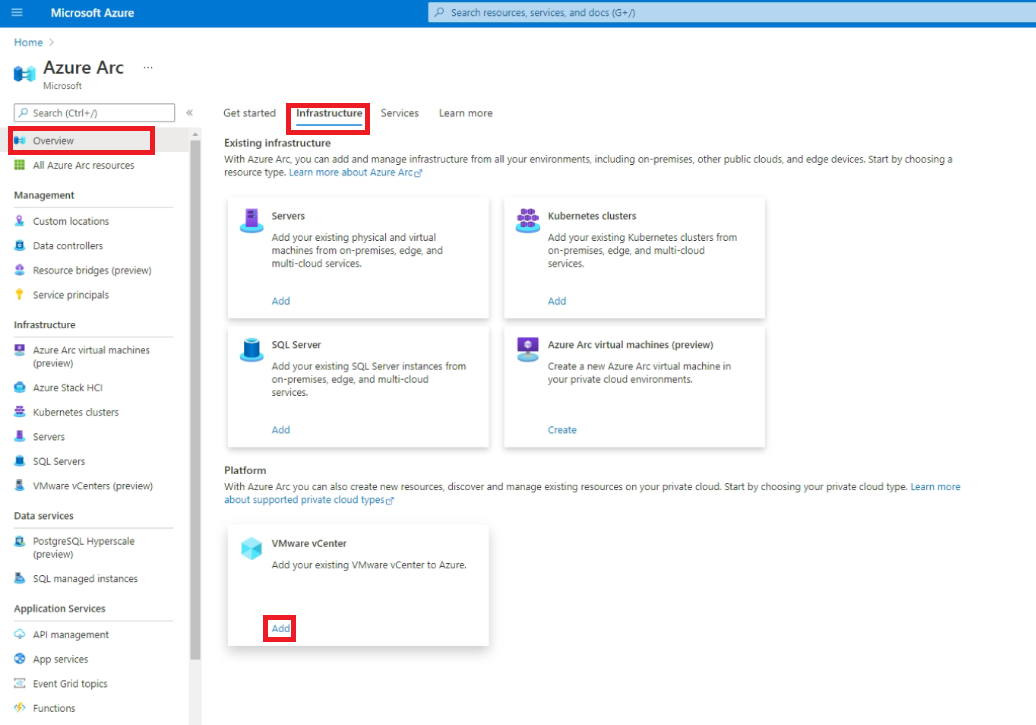 Microsoft Azure
Search resources, services, and docs (G+/)
Home
Azure Arc
...
Microsoft
Search (Ctrl+/)
«
Overview
All Azure Arc resources
Management
Custom locations
Data controllers
Resource bridges (preview)
Service principals
Infrastructure
Azure Arc virtual machines
(preview)
Azure Stack HCI
Kubernetes clusters
Servers
SQL Servers
VMware vCenters (preview)
Data services
PostgreSQL Hyperscale
(preview)
SQL managed instances
Application Services
API management
App services
Event Grid topics
Functions
Get started Infrastructure Services Learn more
Existing infrastructure
With Azure Arc, you can add and manage infrastructure from all your environments, including on-premises, other public clouds, and edge devices. Start by choosing a
resource type. Learn more about Azure Arc
Servers
Add your existing physical and virtual
machines from on-premises, edge, and
multi-cloud services.
Add
Kubernetes clusters
Add your existing Kubernetes clusters from
on-premises, edge, and multi-cloud
services.
Add
SQL Server
Add your existing SQL Server instances from
on-premises, edge, and multi-cloud
services.
Add
Azure Arc virtual machines (preview)
Create a new Azure Arc virtual machine in
your private cloud environments.
Create
Platform
With Azure Arc you can also create new resources, discover and manage existing resources on your private cloud. Start by choosing your private cloud type. Learn more
about supported private cloud types
VMware vCenter
Add your existing VMware vCenter to Azure.
Add